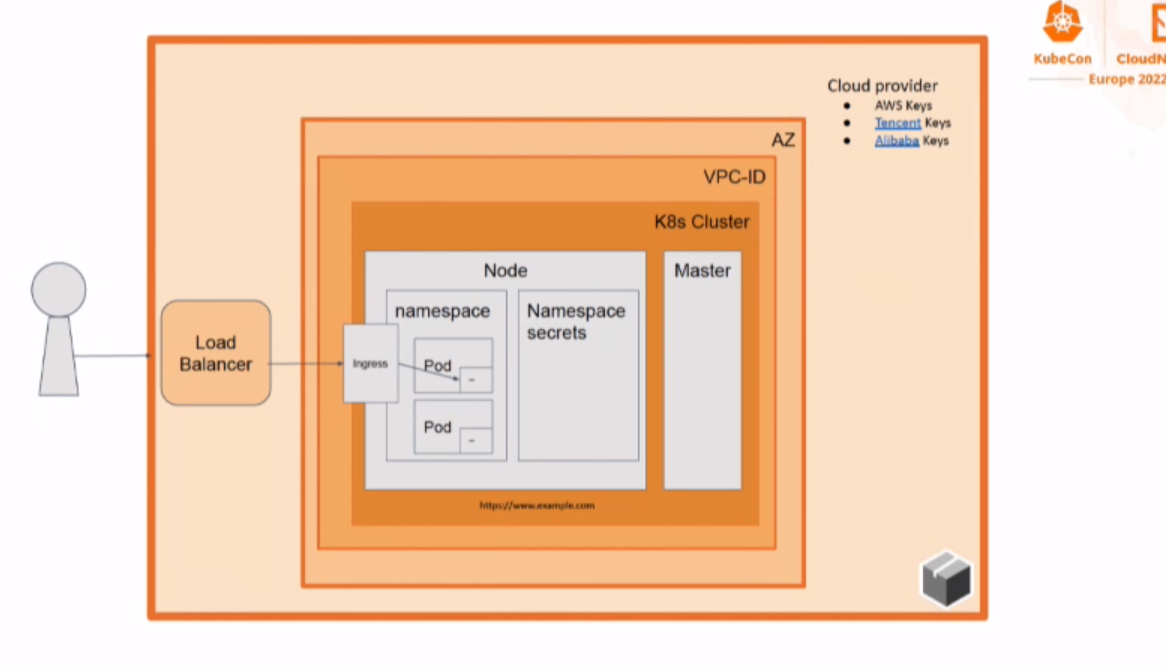 KubeCon
CloudN
Europe 2022
Cloud provider
AWS Keys
Tencent Keys
Alibaba Keys
AZ
VPC-ID
K8s Cluster
Node
Master
namespace
Namespace
secrets
Load
Balancer
Ingress
Pod
Pod
https://www.example.com